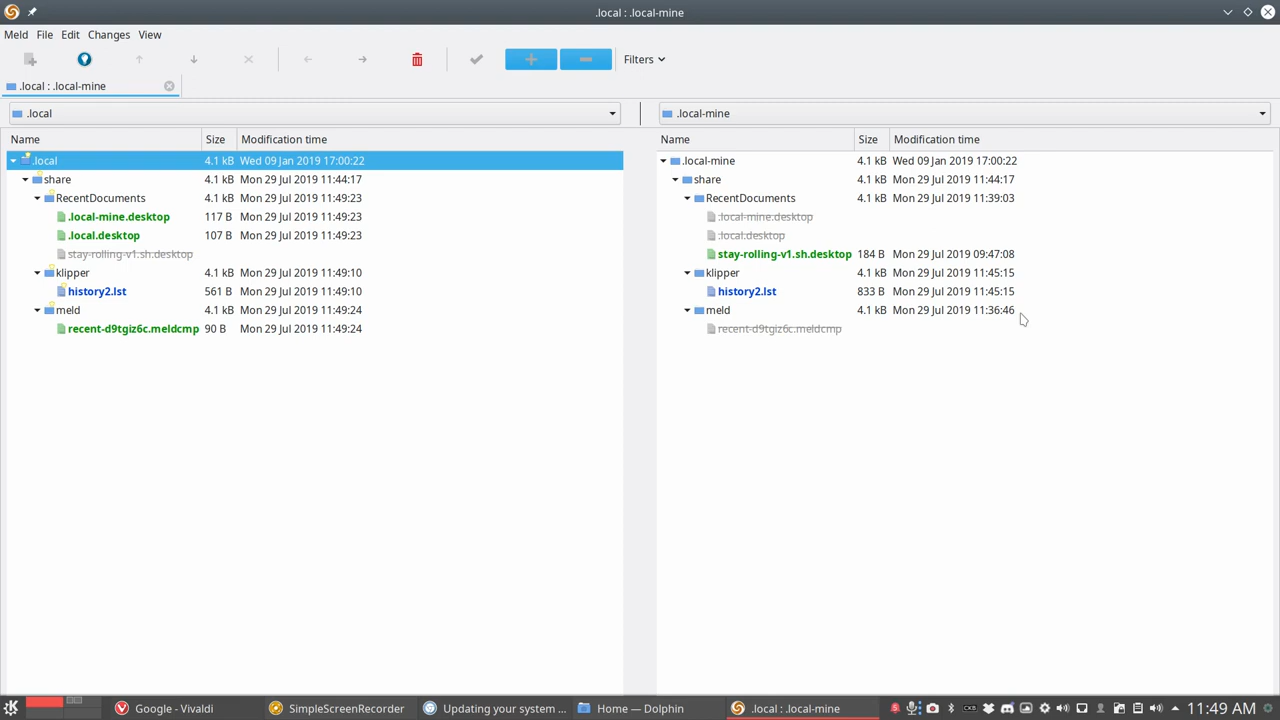 .local : .local-mine
Meld File Edit Changes View
Filters
.local : .local-mine
.local
.local-mine
Name Size Modification time
Name Size Modification time
.local 4.1 kB Wed 09 Jan 2019 17:00:22
.local-mine 4.1 kB Wed 09 Jan 2019 17:00:22
share 4.1 kB Mon 29 Jul 2019 11:44:17
share 4.1 kB Mon 29 Jul 2019 11:44:17
RecentDocuments 4.1 kB Mon 29 Jul 2019 11:49:23
RecentDocuments 4.1 kB Mon 29 Jul 2019 11:39:03
.local-mine.desktop 117 B Mon 29 Jul 2019 11:49:23
.local-mine.desktop
.local.desktop 107 B Mon 29 Jul 2019 11:49:23
.local.desktop
stay-rolling-v1.sh.desktop
stay-rolling-v1.sh.desktop 184 B Mon 29 Jul 2019 09:47:08
klipper 4.1 kB Mon 29 Jul 2019 11:49:10
klipper 4.1 kB Mon 29 Jul 2019 11:45:15
history2.lst 561 B Mon 29 Jul 2019 11:49:10
history2.lst 833 B Mon 29 Jul 2019 11:45:15
meld 4.1 kB Mon 29 Jul 2019 11:49:24
meld 4.1 kB Mon 29 Jul 2019 11:36:46
recent-d9tgiz6c.meldcmp 90 B Mon 29 Jul 2019 11:49:24
recent-d9tgiz6c.meldcmp
Google - Vivaldi
SimpleScreenRecorder
Updating your system ...
Home — Dolphin
.local : .local-mine
11:49 AM